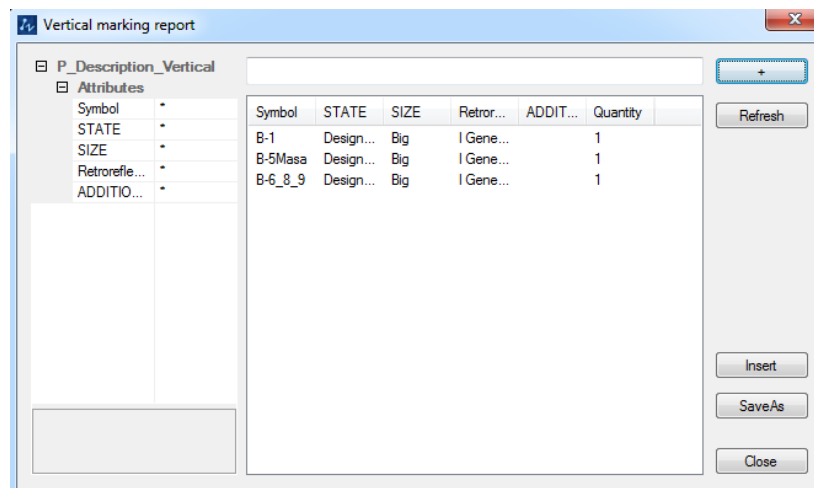 Vertical marking report
P_Description_Vertical
Attributes
Symbol *
STATE *
SIZE *
Retrorefle... *
ADDITIO... *
Symbol STATE SIZE Retror... ADDIT... Quantity
B-1 Design... Big I Gene... 1
B-5Masa Design... Big I Gene... 1
B-6_8_9 Design... Big I Gene... 1
+
Refresh
Insert
SaveAs
Close